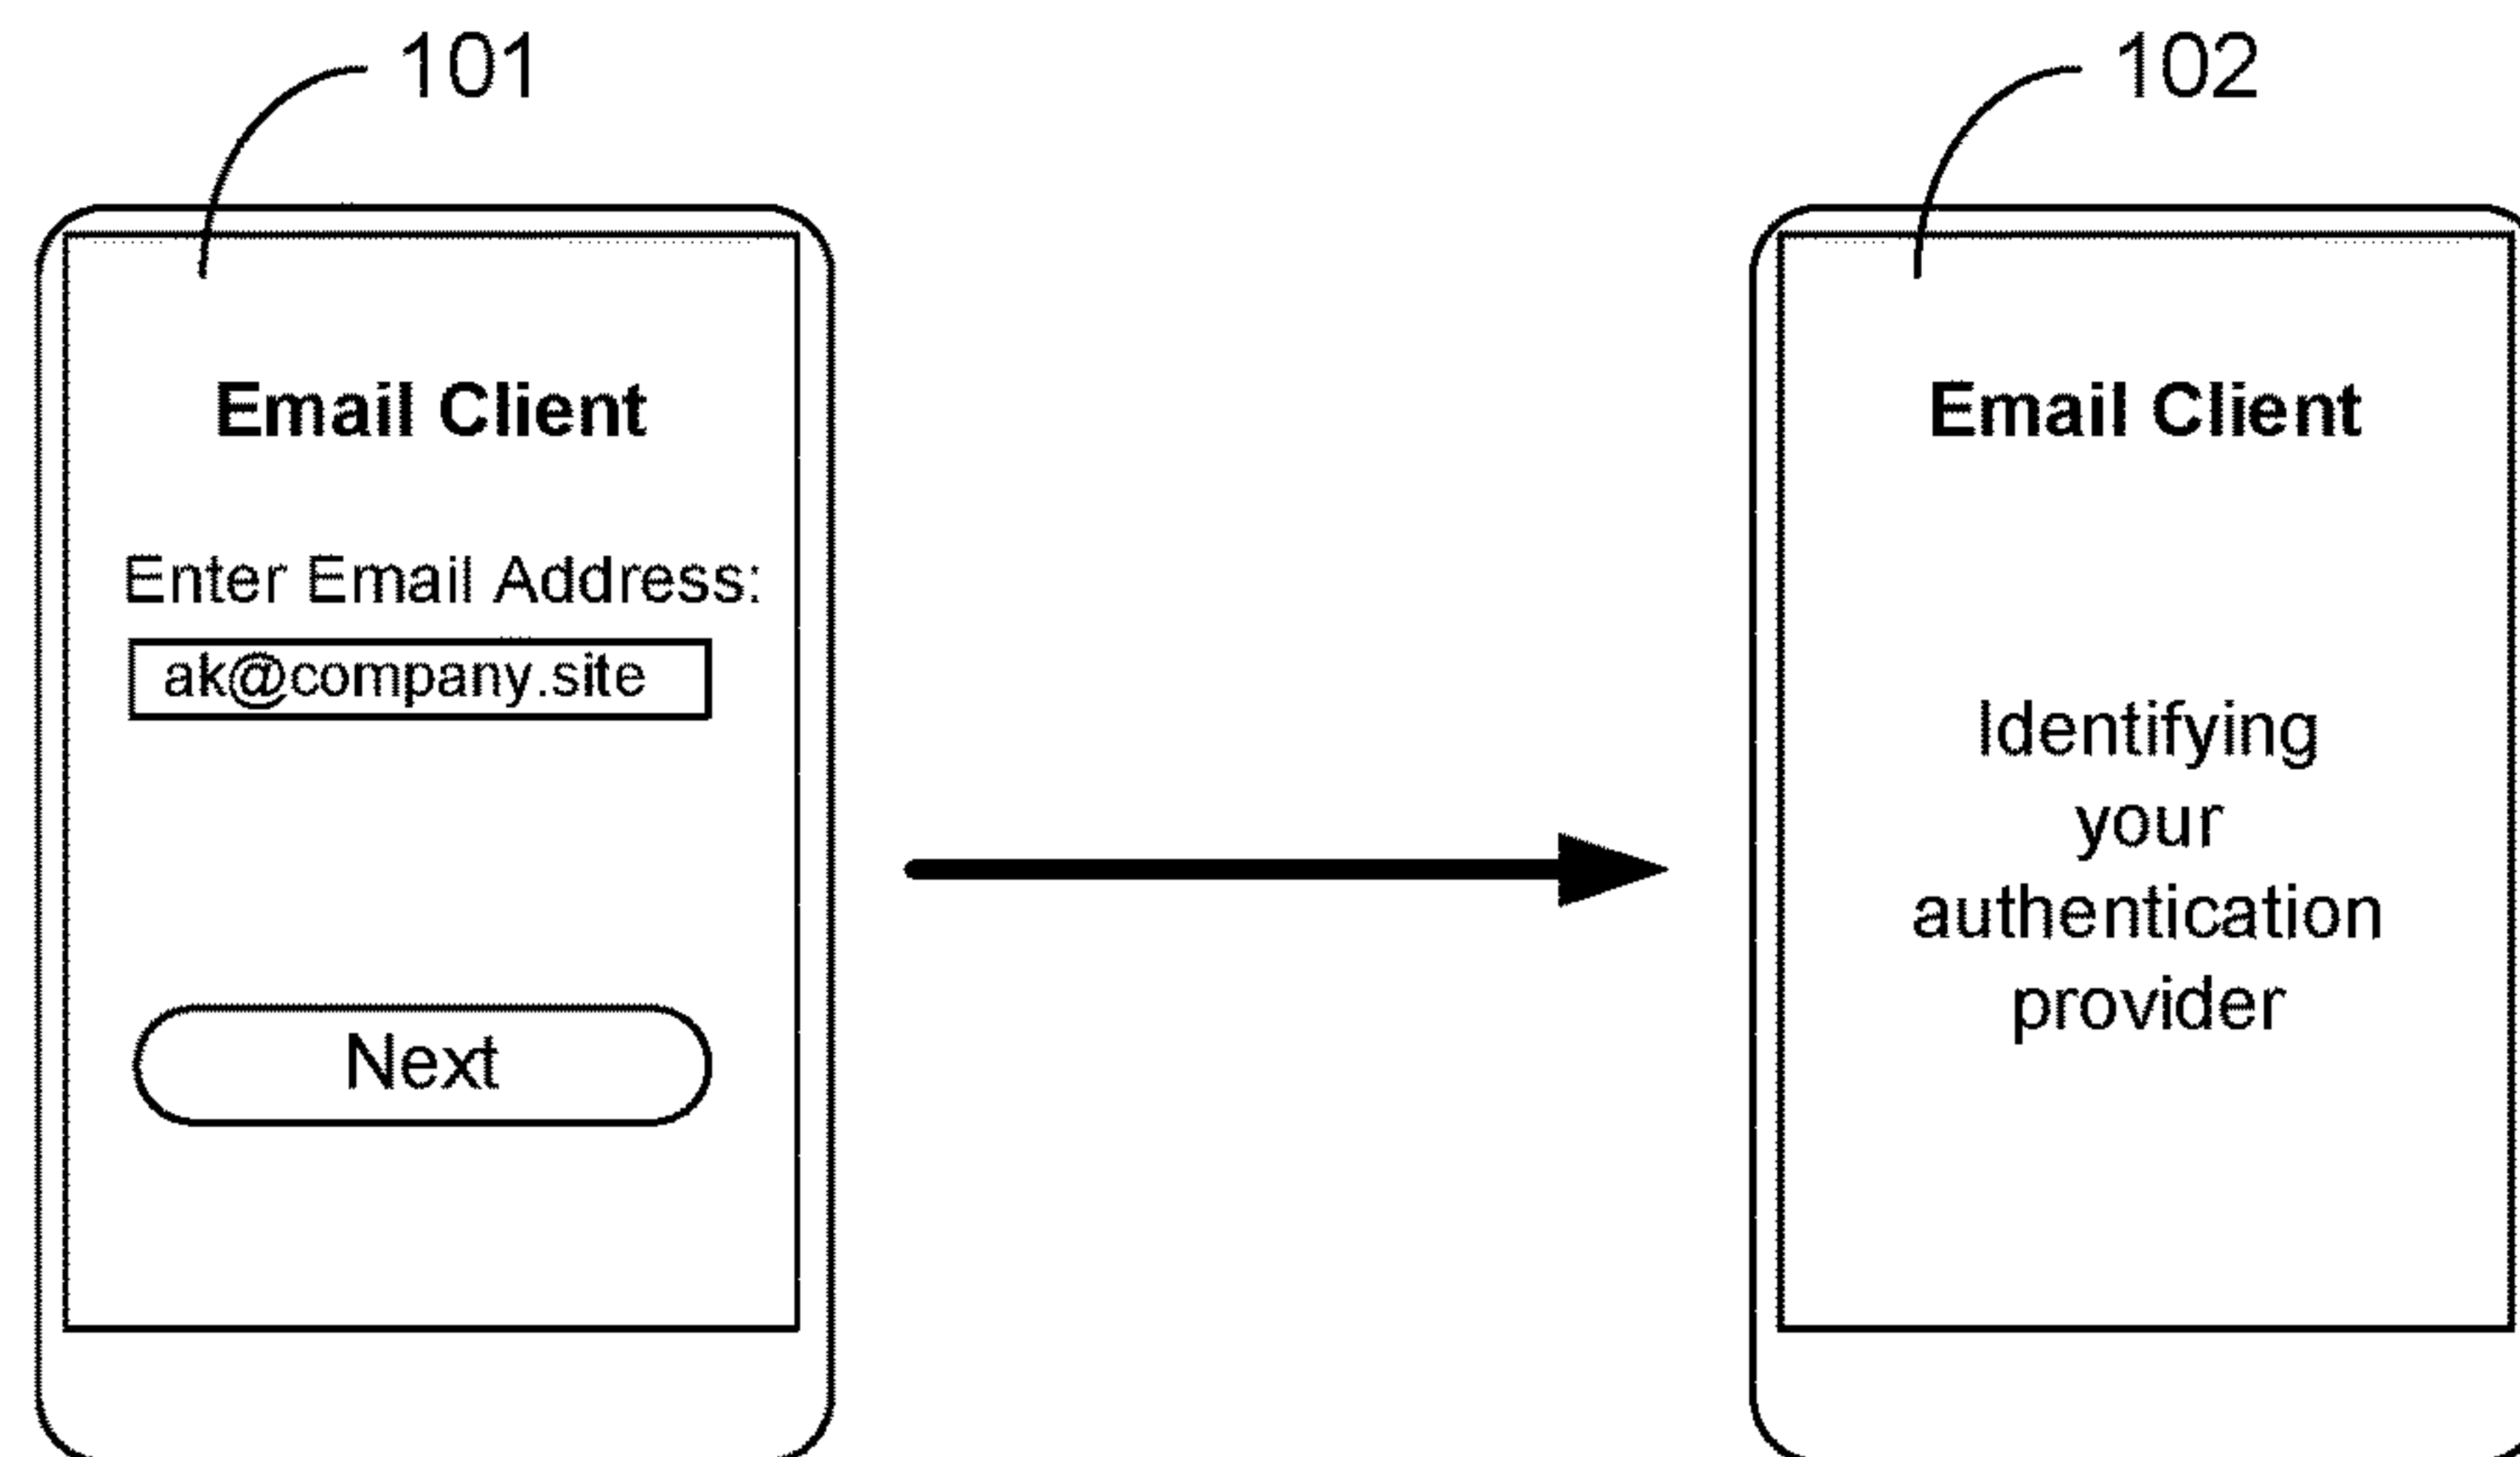 101
Email Client
Enter Email Address:
ak@company.site
Next
102
Email Client
Identifying
your
authentication
provider